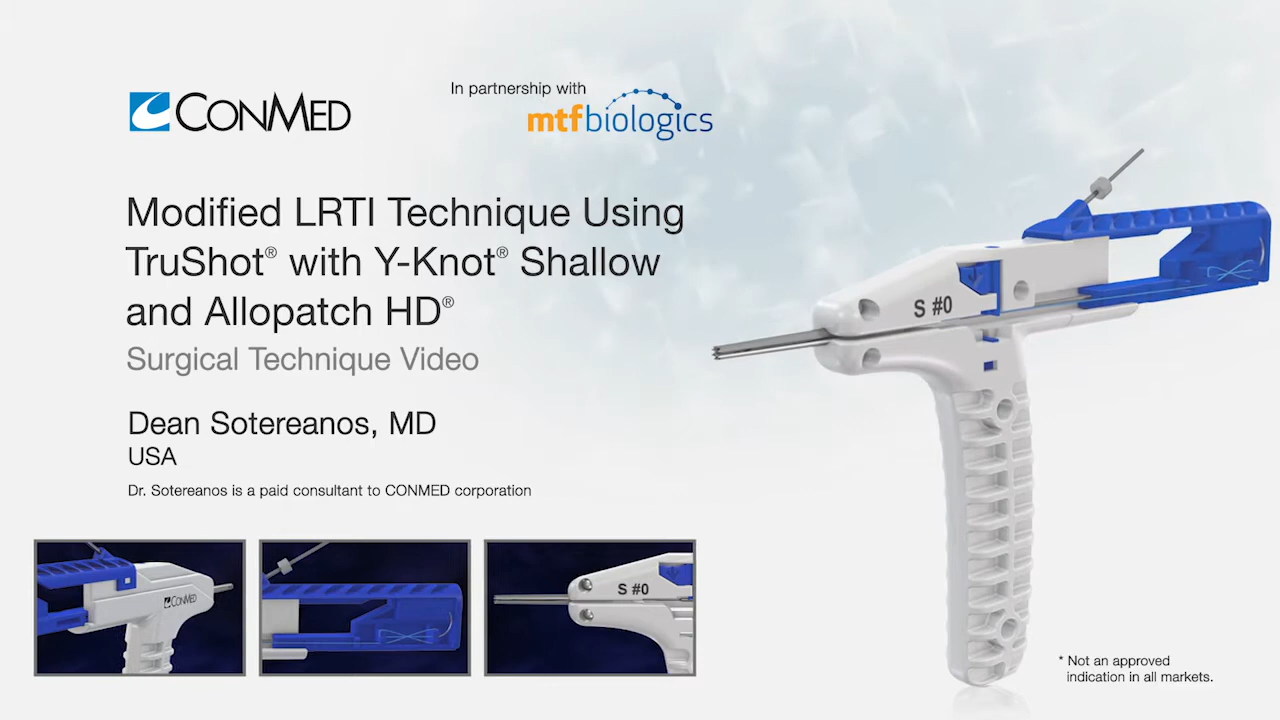 CONMED
In partnership with
mtfbiologics
Modified LRTI Technique Using
TruShot® with Y-Knot® Shallow
and Allopatch HD®
Surgical Technique Video
Dean Sotereanos, MD
USA
Dr. Sotereanos is a paid consultant to CONMED corporation
S #0
CONMED
S #0
* Not an approved
indication in all markets.